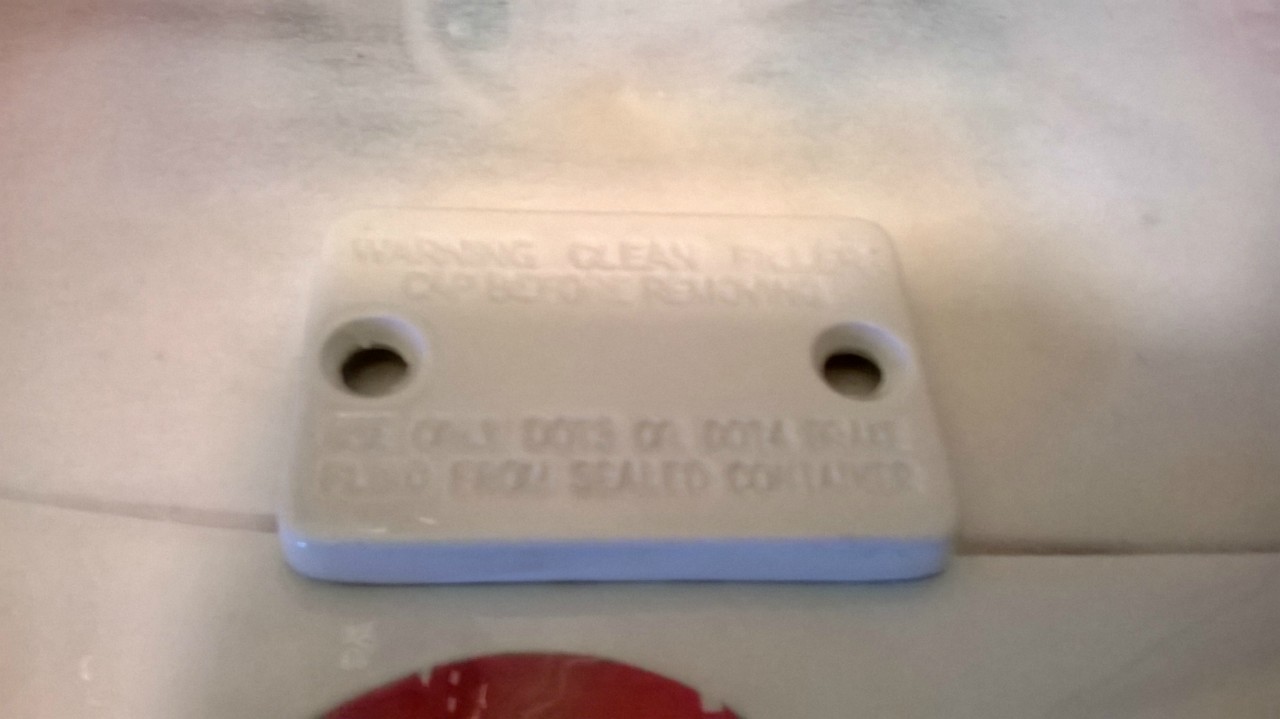 WARNING CLEAN FILLER
CAP BEFORE REMOVING
USE ONLY DOT3 OR DOT4 BRAKE
FLUID FROM SEALED CONTAINER